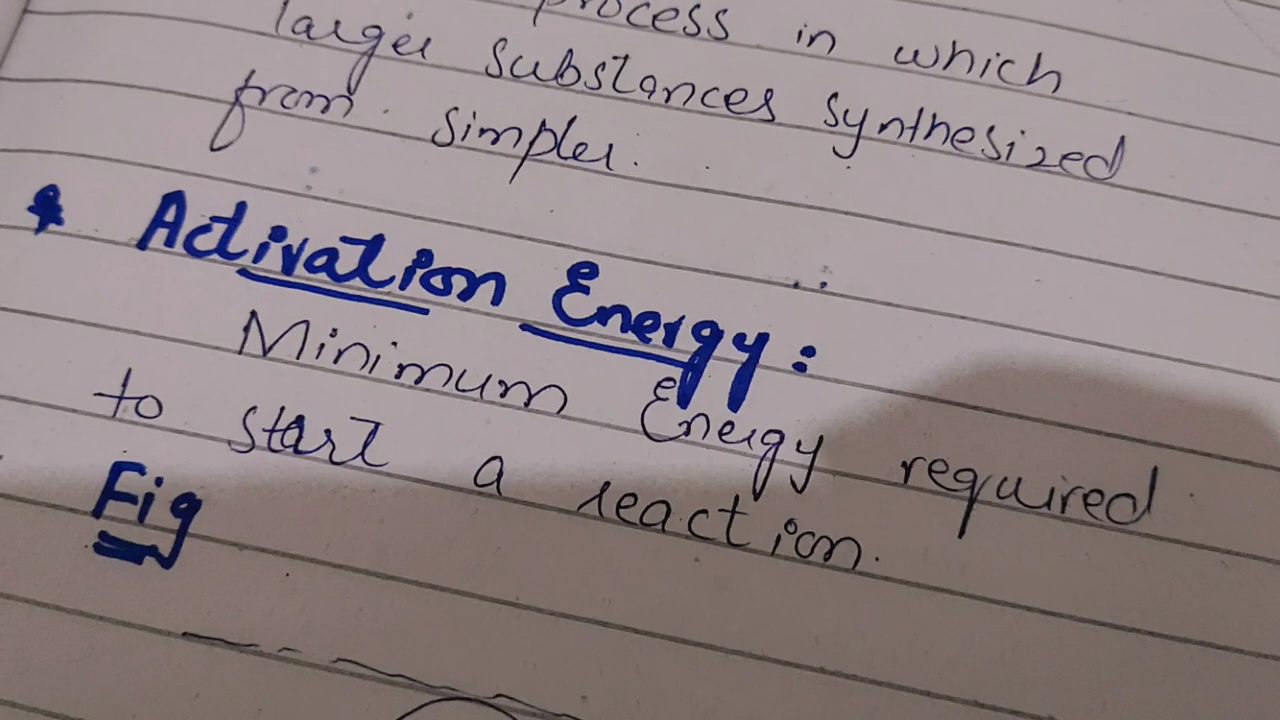 process in which
larger substances synthesized
from simpler.
* Activation Energy:
Minimum Energy required
to start a reaction.
Fig